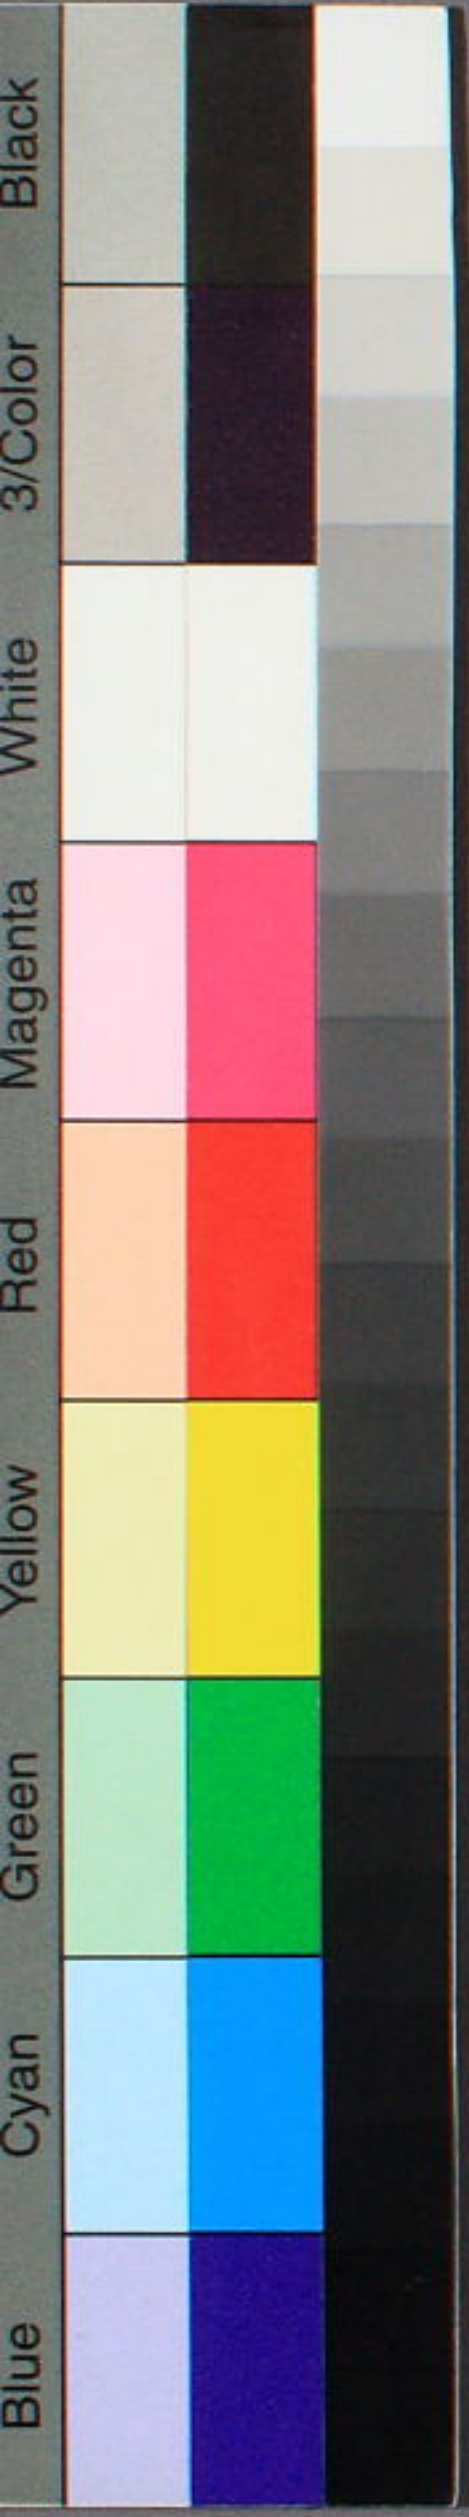 Black
3/Color
White
Magenta
Red
Yellow
Green
Cyan
Blue